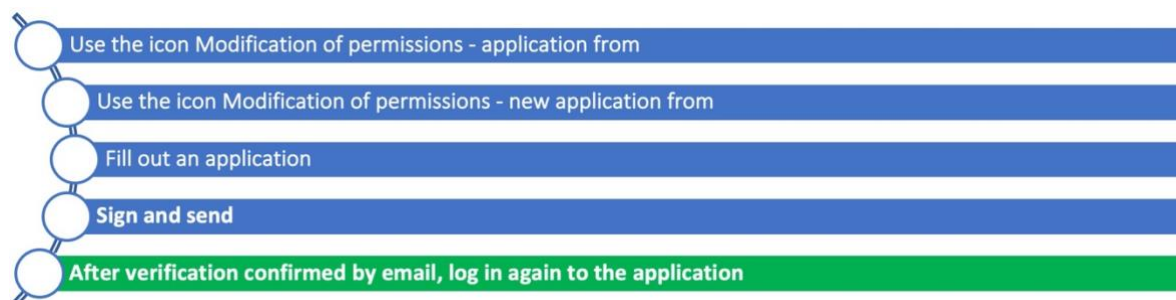 Use the icon Modification of permissions - application from
Use the icon Modification of permissions - new application from
Fill out an application
Sign and send
After verification confirmed by email, log in again to the application